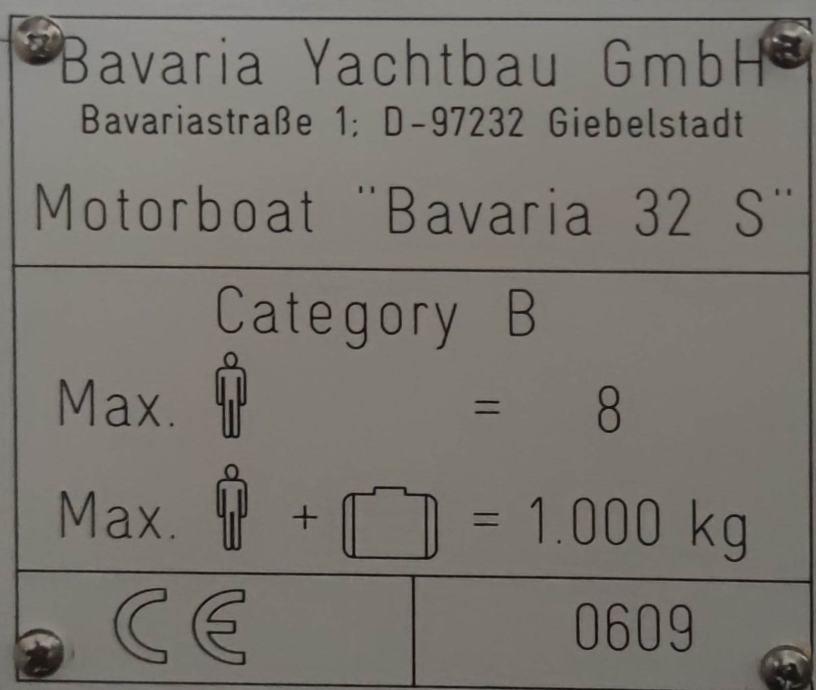 Bavaria Yachtbau GmbH
Bavariastraße 1; D-97232 Giebelstadt
Motorboat "Bavaria 32 S"
Category B
Max. = 8
Max. + = 1.000 kg
CE 0609